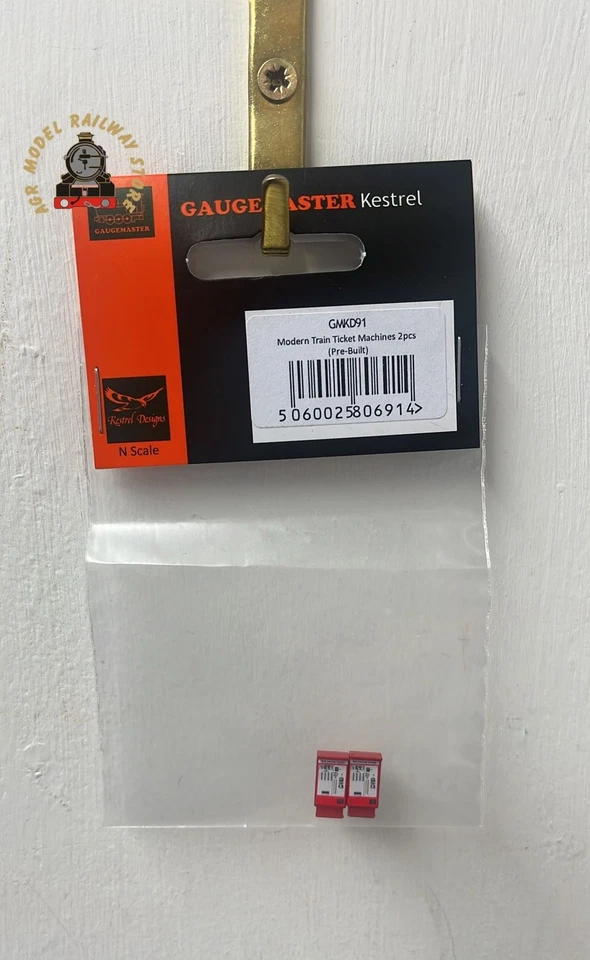 AGR MODEL RAILWAY STORE
GAUGEMASTER
GAUGEMASTER Kestrel
GMKD91
Modern Train Ticket Machines 2pcs
(Pre-Built)
5 060025 806914 >
Kestrel Designs
N Scale